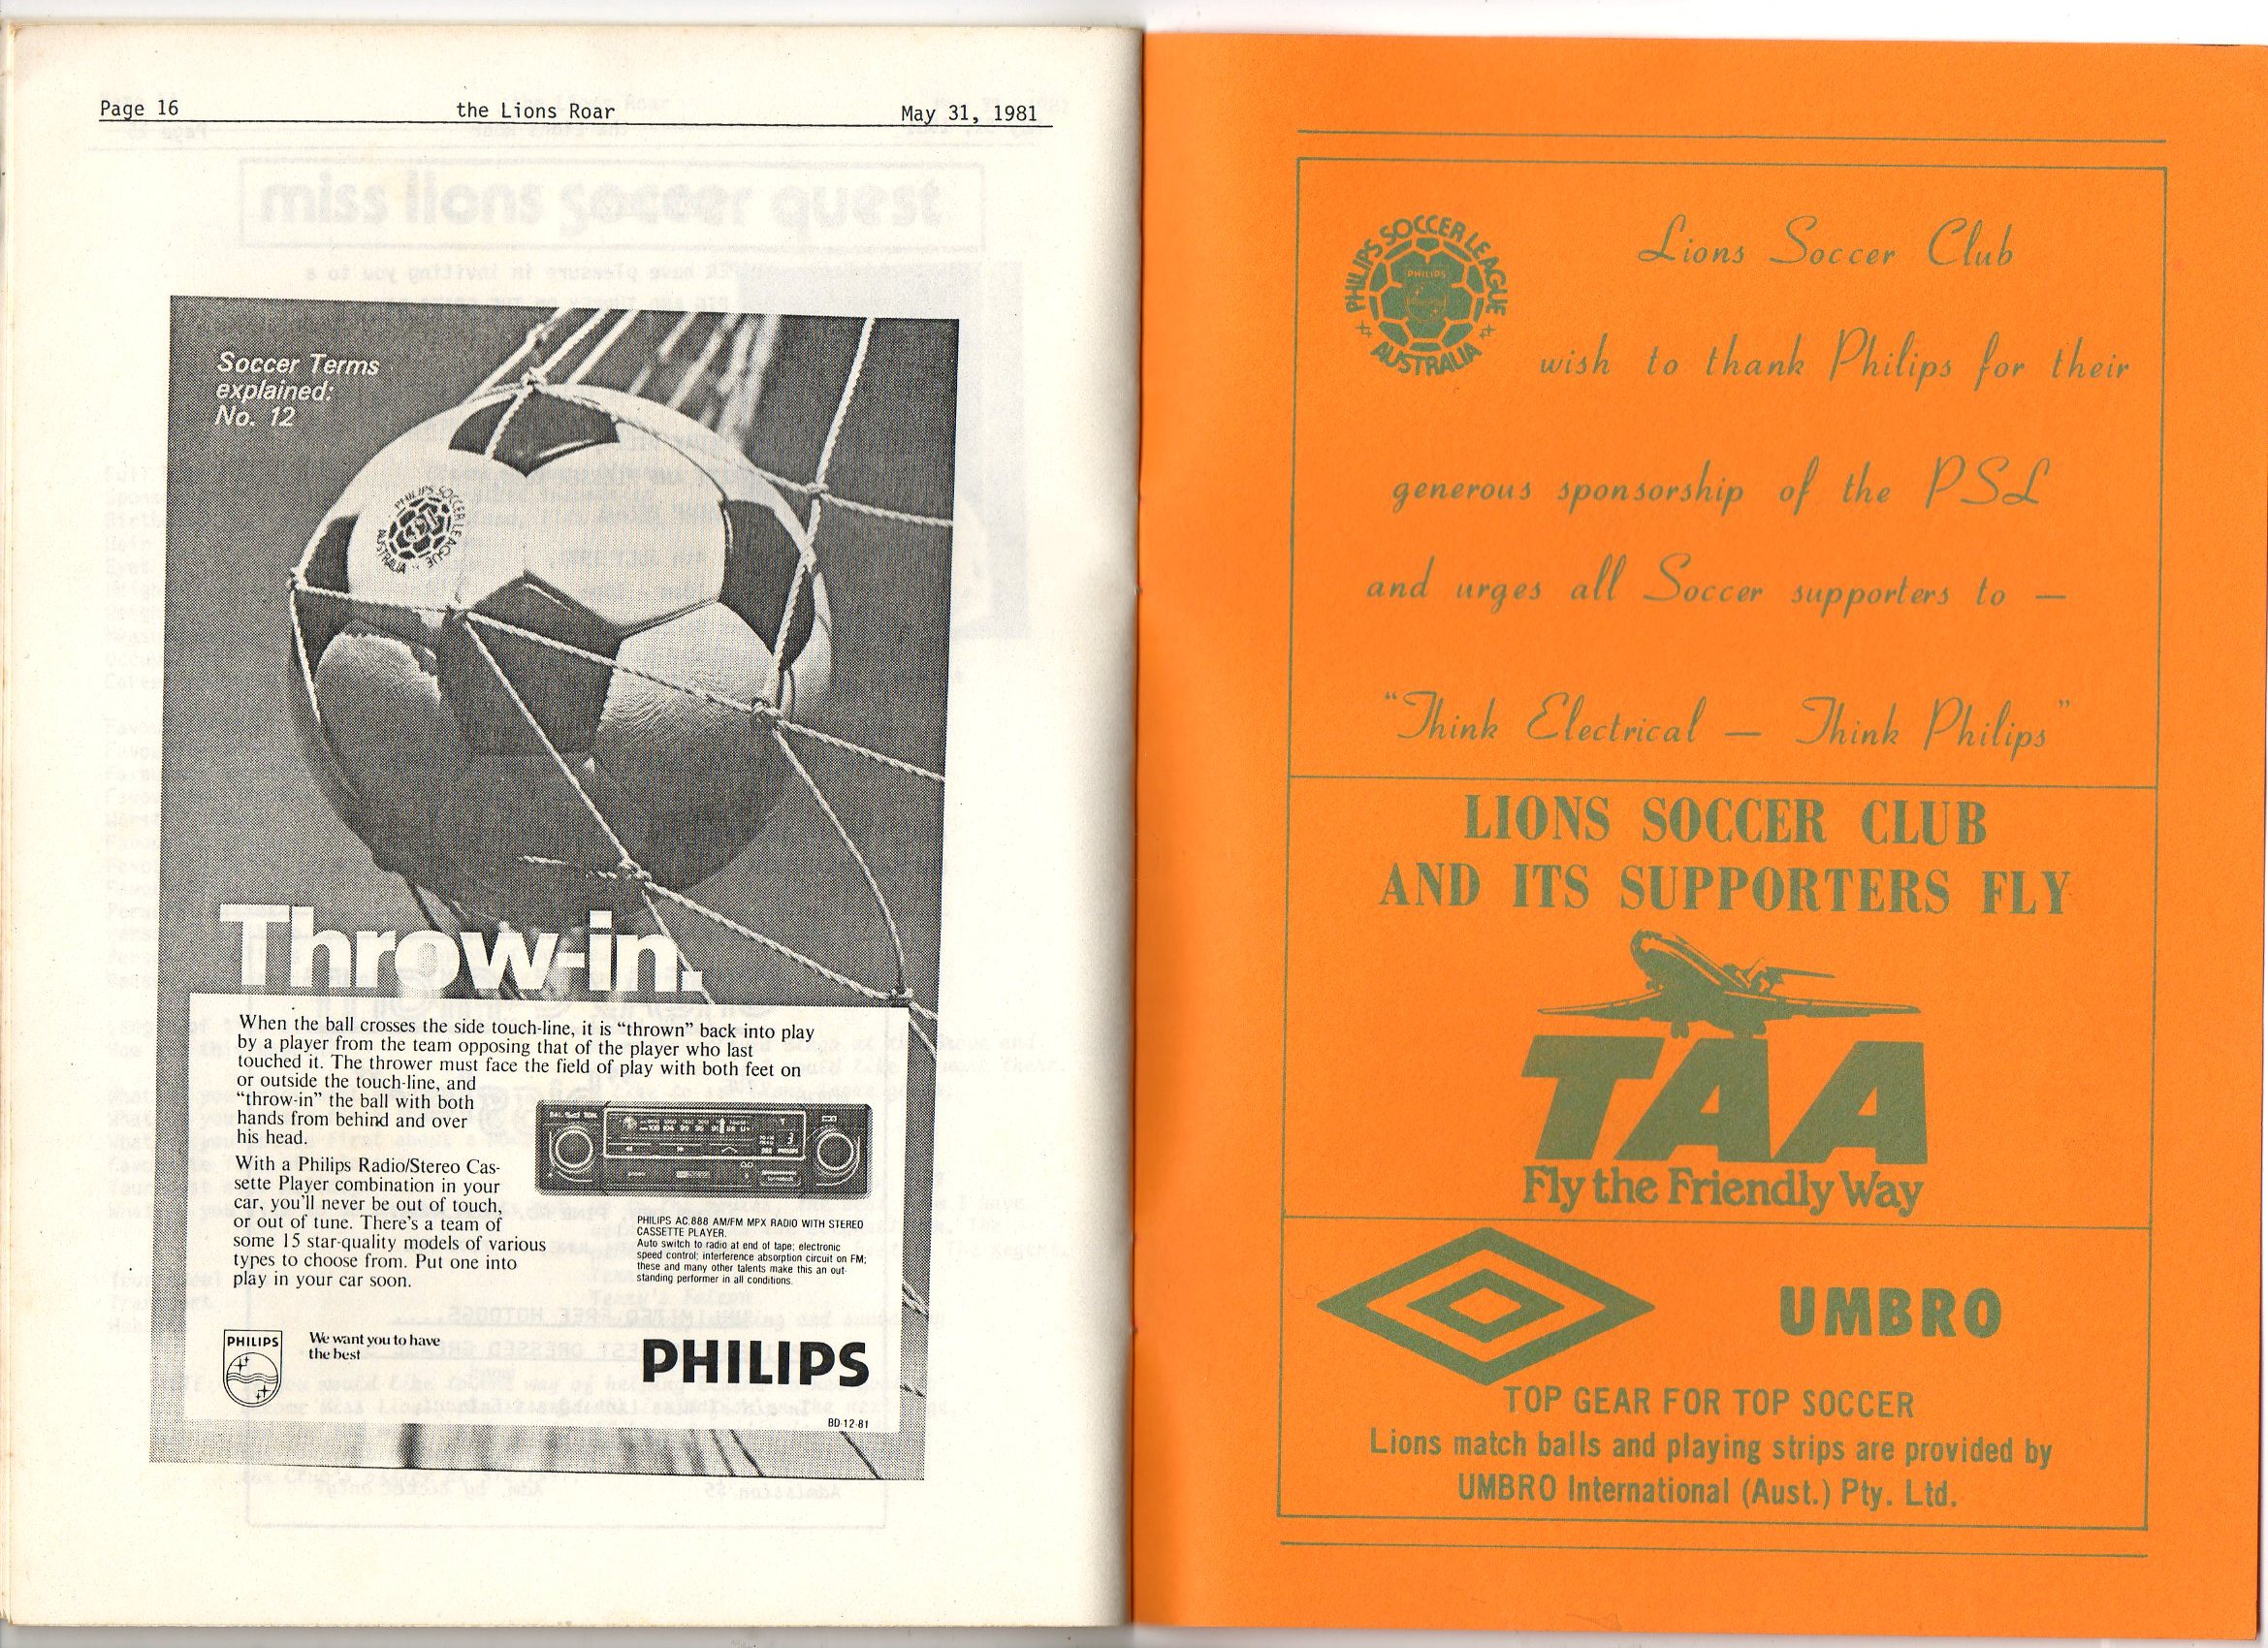 Page 16 the Lions Roar May 31, 1981
Soccer Terms
explained:
No. 12
PHILIPS SOCCER LEAGUE
AUSTRALIA
Throw-in.
When the ball crosses the side touch-line, it is “thrown” back into play
by a player from the team opposing that of the player who last
touched it. The thrower must face the field of play with both feet on
or outside the touch-line, and
“throw-in” the ball with both
hands from behind and over
his head.
With a Philips Radio/Stereo Cas-
sette Player combination in your
car, you’ll never be out of touch,
or out of tune. There’s a team of
some 15 star-quality models of various
types to choose from. Put one into
play in your car soon.
PHILIPS AC.888 AM/FM MPX RADIO WITH STEREO
CASSETTE PLAYER.
Auto switch to radio at end of tape; electronic
speed control; interference absorption circuit on FM;
these and many other talents make this an out-
standing performer in all conditions.
PHILIPS
We want you to have
the best
PHILIPS
BD·12·81
PHILIPS SOCCER LEAGUE
PHILIPS
AUSTRALIA
Lions Soccer Club
wish to thank Philips for their
generous sponsorship of the PSL
and urges all Soccer supporters to —
“Think Electrical — Think Philips”
LIONS SOCCER CLUB
AND ITS SUPPORTERS FLY
TAA
Fly the Friendly Way
UMBRO
TOP GEAR FOR TOP SOCCER
Lions match balls and playing strips are provided by
UMBRO International (Aust.) Pty. Ltd.